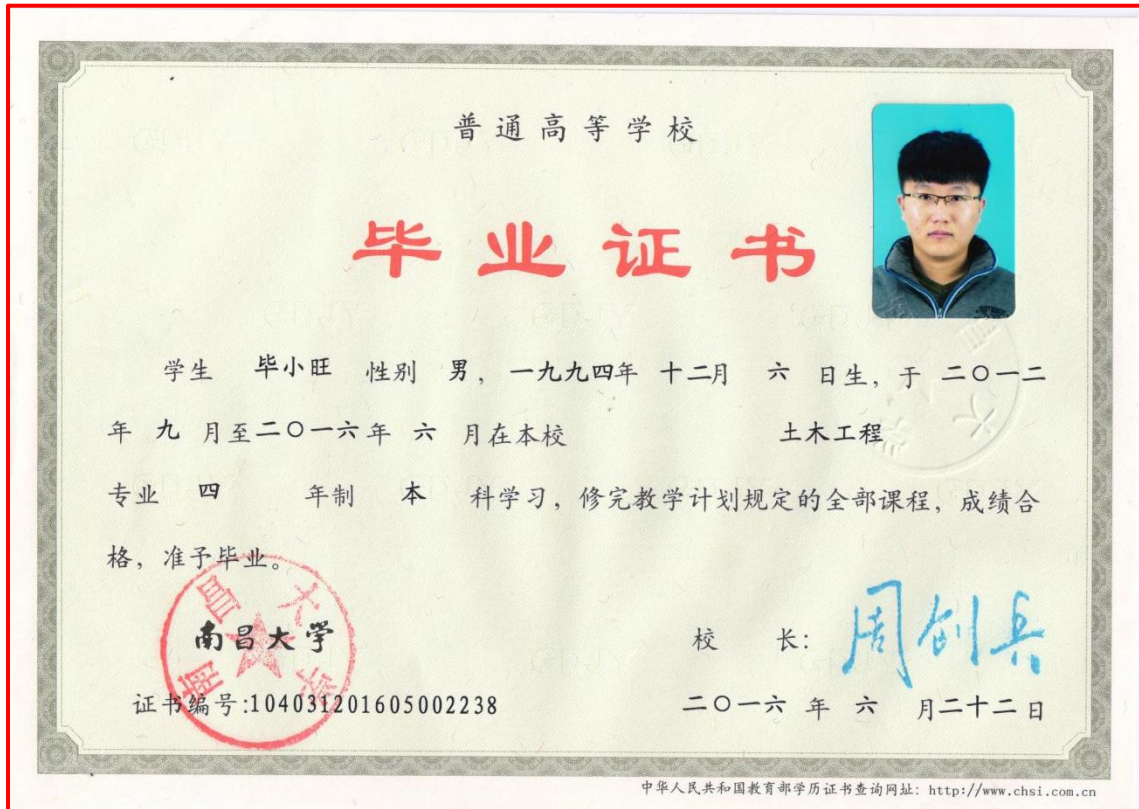 普通高等学校
毕业证书
学生 毕小旺 性别 男，一九九四年 十二月 六 日生，于 二〇一二
年 九 月至二〇一六年 六 月在本校 土木工程
专业 四 年制 本 科学习，修完教学计划规定的全部课程，成绩合
格，准予毕业。
南昌大学
南昌大学
校 长：周创兵
证书编号:104031201605002238
二〇一六 年 六 月二十二日
中华人民共和国教育部学历证书查询网址：http://www.chsi.com.cn